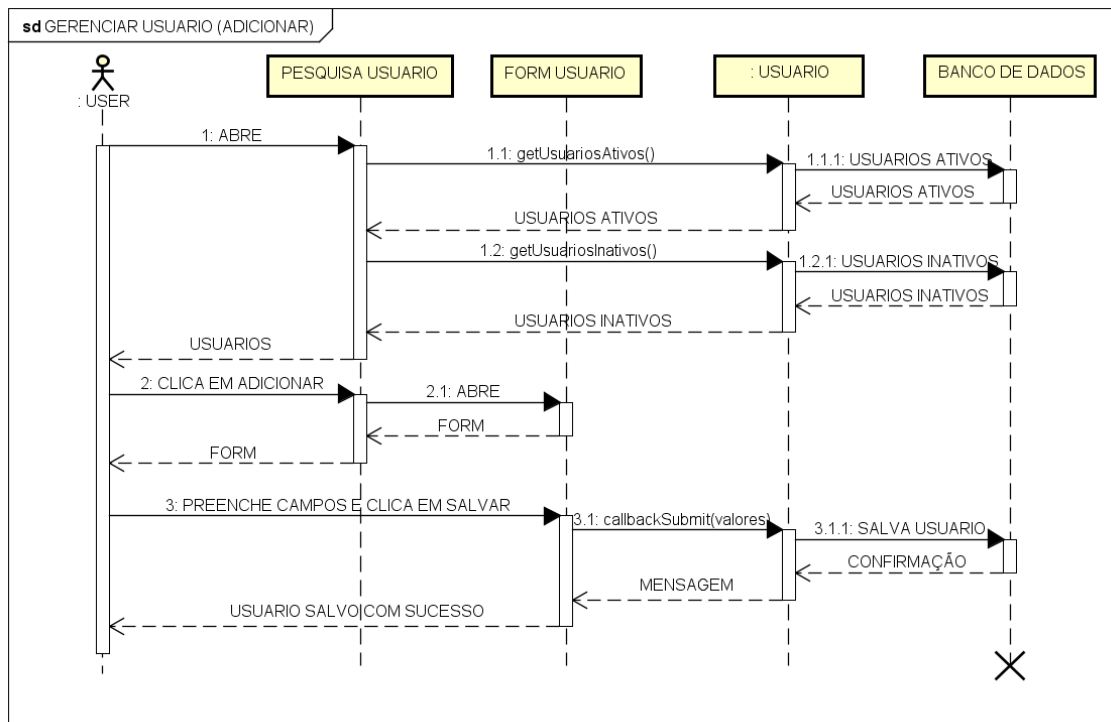 sd GERENCIAR USUARIO (ADICIONAR)
: USER
PESQUISA USUARIO
FORM USUARIO
: USUARIO
BANCO DE DADOS
1: ABRE
1.1: getUsuariosAtivos()
1.1.1: USUARIOS ATIVOS
USUARIOS ATIVOS
USUARIOS ATIVOS
1.2: getUsuariosInativos()
1.2.1: USUARIOS INATIVOS
USUARIOS INATIVOS
USUARIOS INATIVOS
USUARIOS
2: CLICA EM ADICIONAR
2.1: ABRE
FORM
FORM
3: PREENCHE CAMPOS E CLICA EM SALVAR
3.1: callbackSubmit(valores)
3.1.1: SALVA USUARIO
CONFIRMAÇÃO
MENSAGEM
USUARIO SALVO COM SUCESSO